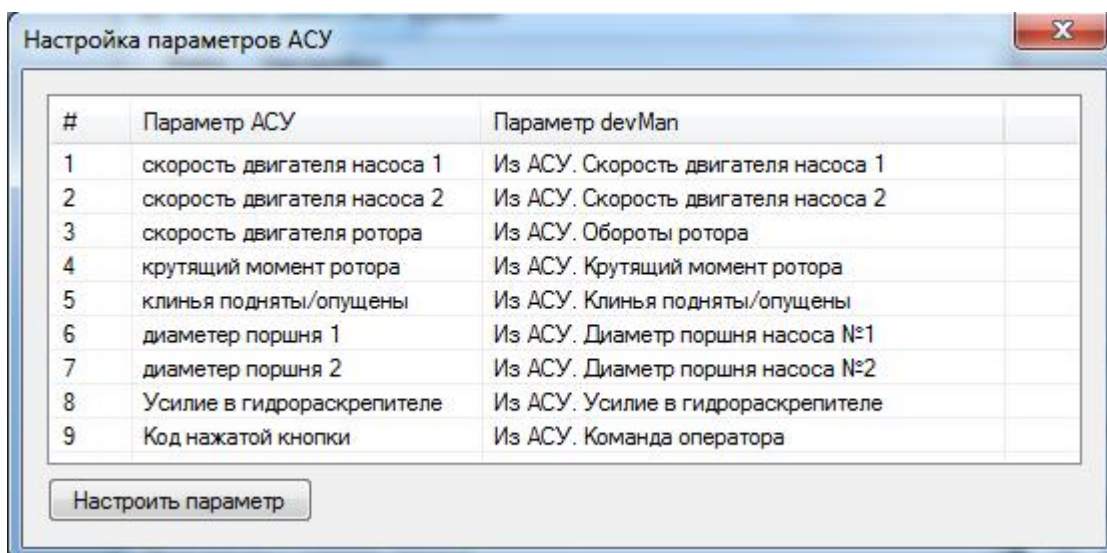 Настройка параметров АСУ
# Параметр АСУ Параметр devMan
1 скорость двигателя насоса 1 Из АСУ. Скорость двигателя насоса 1
2 скорость двигателя насоса 2 Из АСУ. Скорость двигателя насоса 2
3 скорость двигателя ротора Из АСУ. Обороты ротора
4 крутящий момент ротора Из АСУ. Крутящий момент ротора
5 клинья подняты/опущены Из АСУ. Клинья подняты/опущены
6 диаметер поршня 1 Из АСУ. Диаметр поршня насоса №1
7 диаметер поршня 2 Из АСУ. Диаметр поршня насоса №2
8 Усилие в гидрораскрепителе Из АСУ. Усилие в гидрораскрепителе
9 Код нажатой кнопки Из АСУ. Команда оператора
Настроить параметр